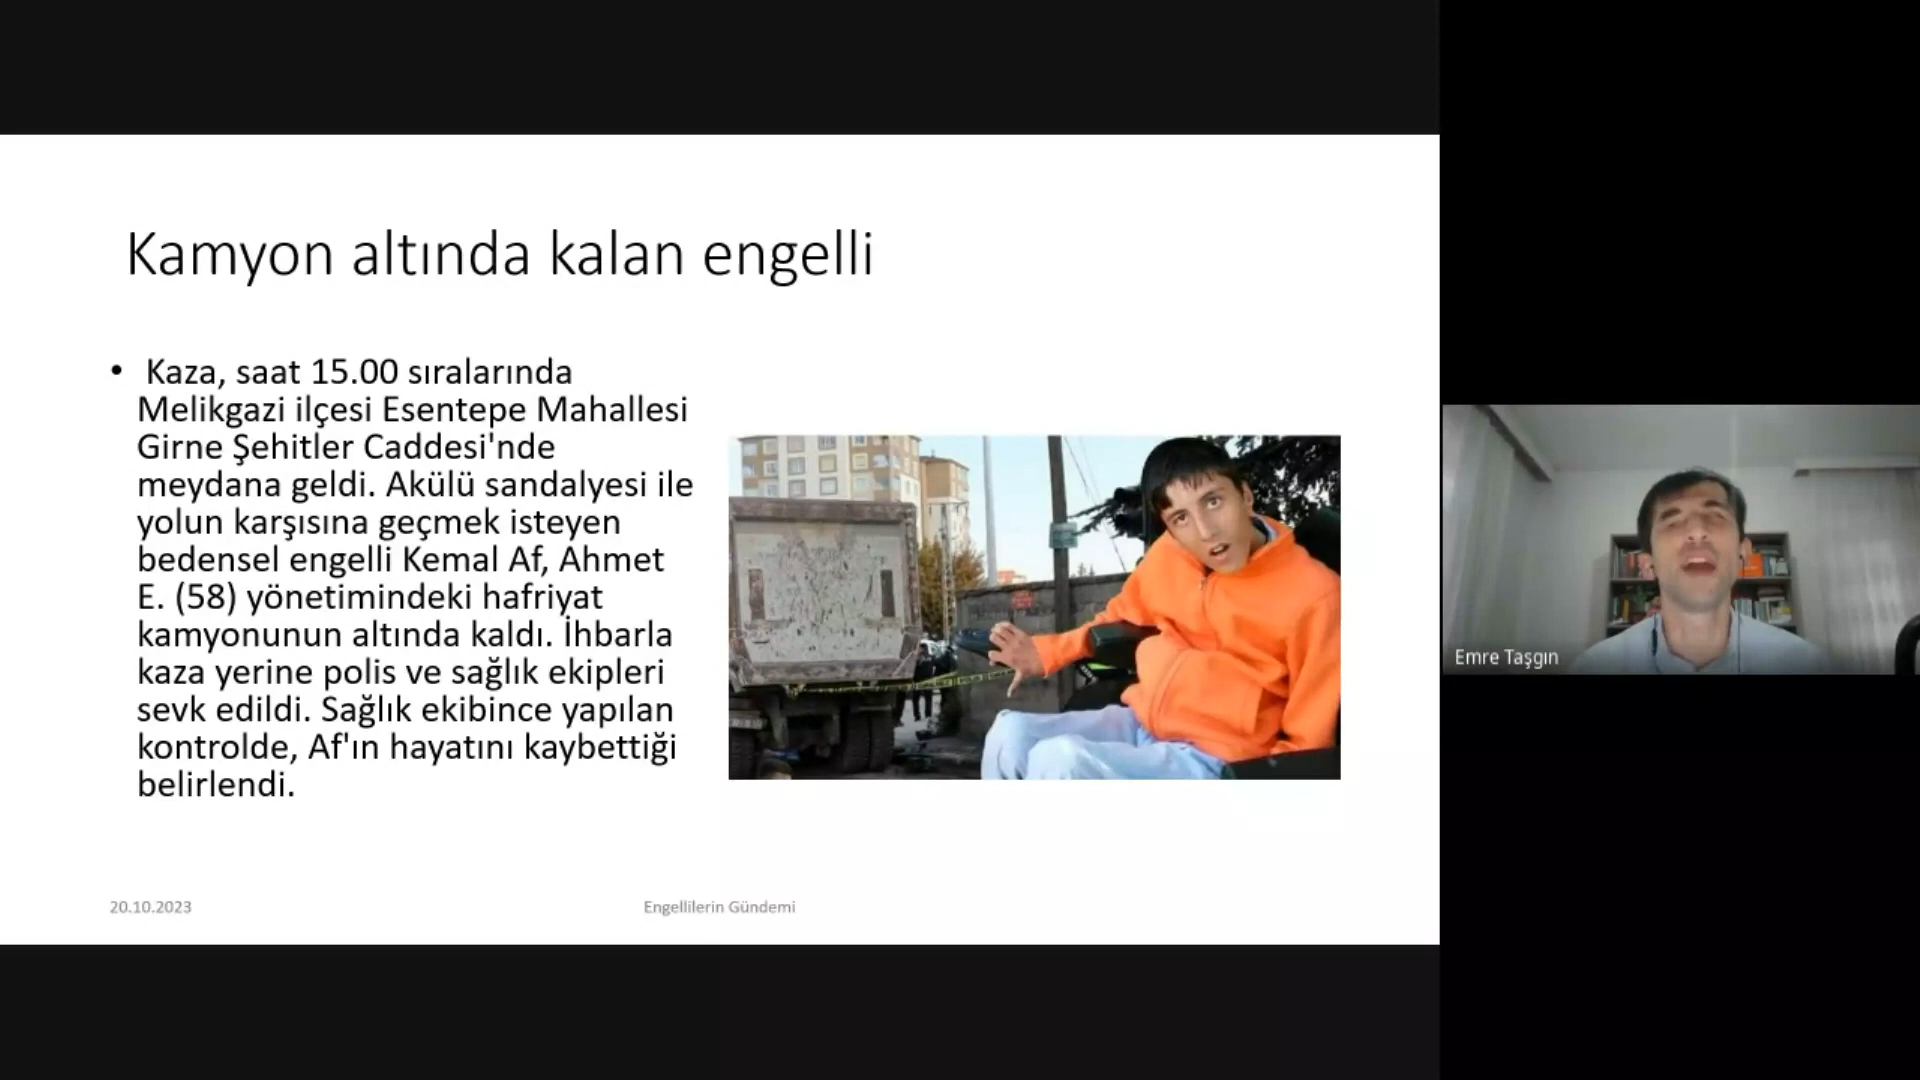 Kamyon altında kalan engelli
• Kaza, saat 15.00 sıralarında
Melikgazi ilçesi Esentepe Mahallesi
Girne Şehitler Caddesi'nde
meydana geldi. Akülü sandalyesi ile
yolun karşısına geçmek isteyen
bedensel engelli Kemal Af, Ahmet
E. (58) yönetimindeki hafriyat
kamyonunun altında kaldı. İhbarla
kaza yerine polis ve sağlık ekipleri
sevk edildi. Sağlık ekibince yapılan
kontrolde, Af'ın hayatını kaybettiği
belirlendi.
20.10.2023
Engellilerin Gündemi
Emre Taşgın